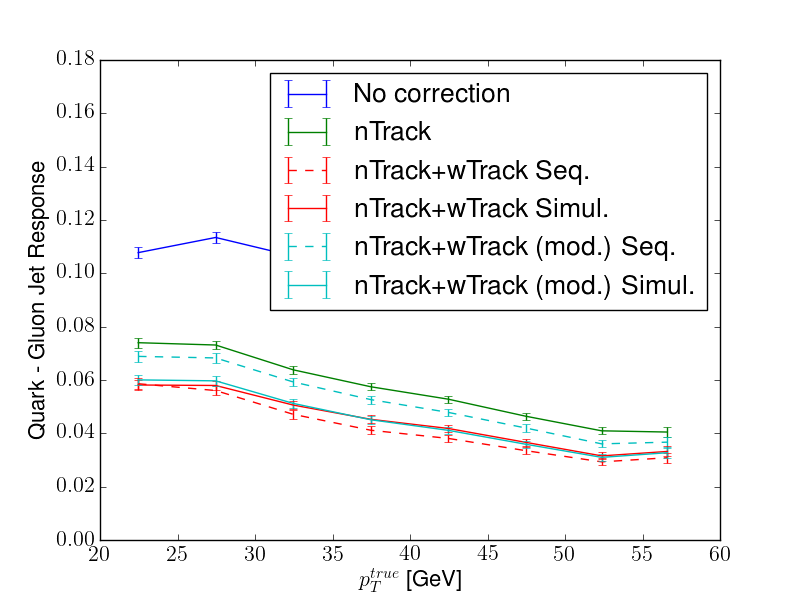 0.18
0.16
0.14
0.12
0.10
0.08
0.06
0.04
0.02
0.00
Quark - Gluon Jet Response
No correction
nTrack
nTrack+wTrack Seq.
nTrack+wTrack Simul.
nTrack+wTrack (mod.) Seq.
nTrack+wTrack (mod.) Simul.
20 25 30 35 40 45 50 55 60
p_T^{true} [GeV]